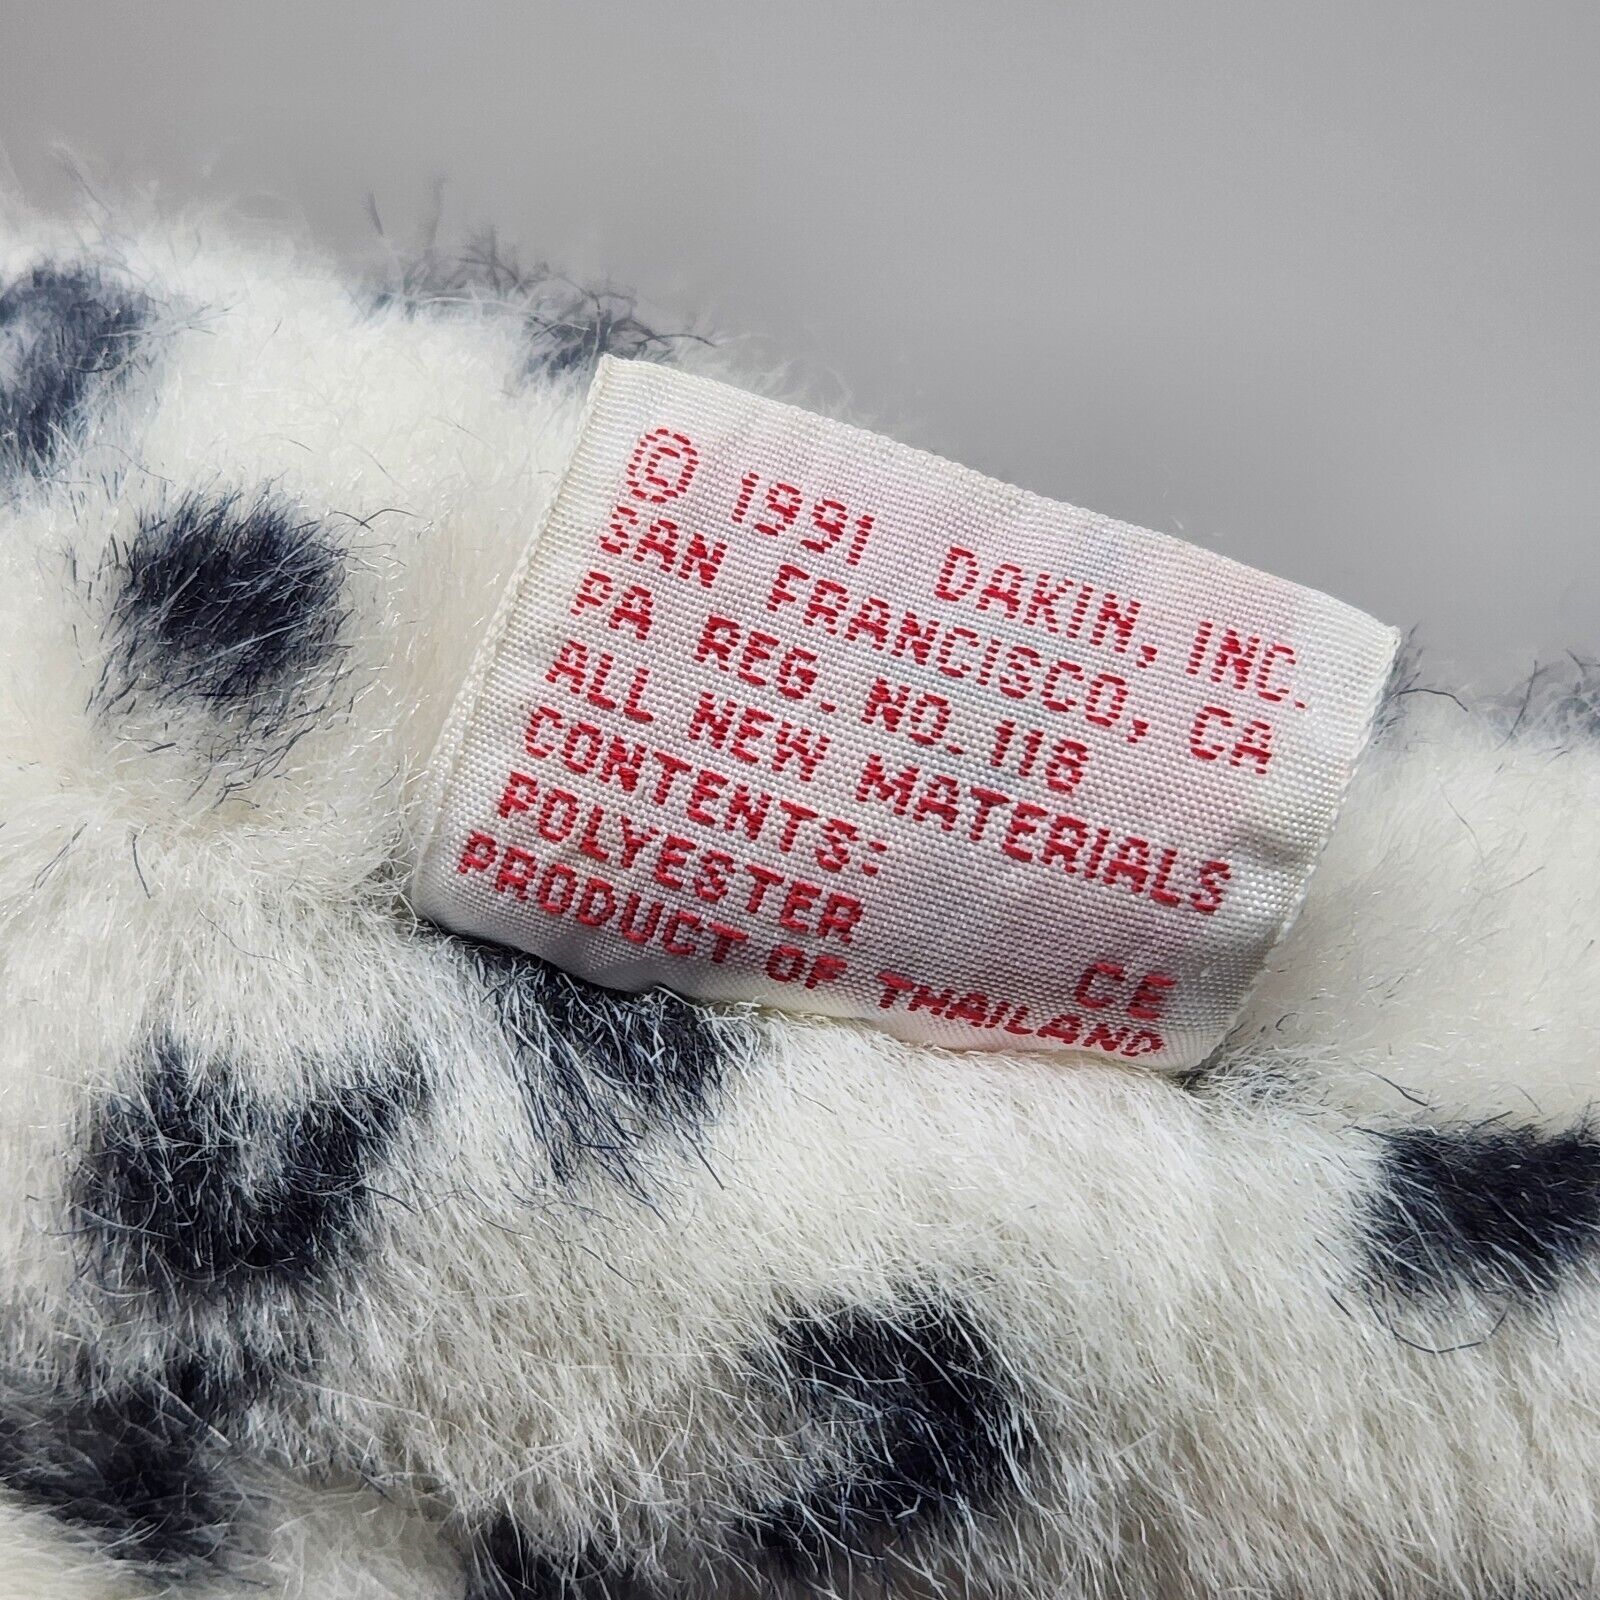 © 1991 DAKIN, INC.
SAN FRANCISCO, CA
PA REG. NO. 118
ALL NEW MATERIALS
CONTENTS:
POLYESTER
CE
PRODUCT OF THAILAND